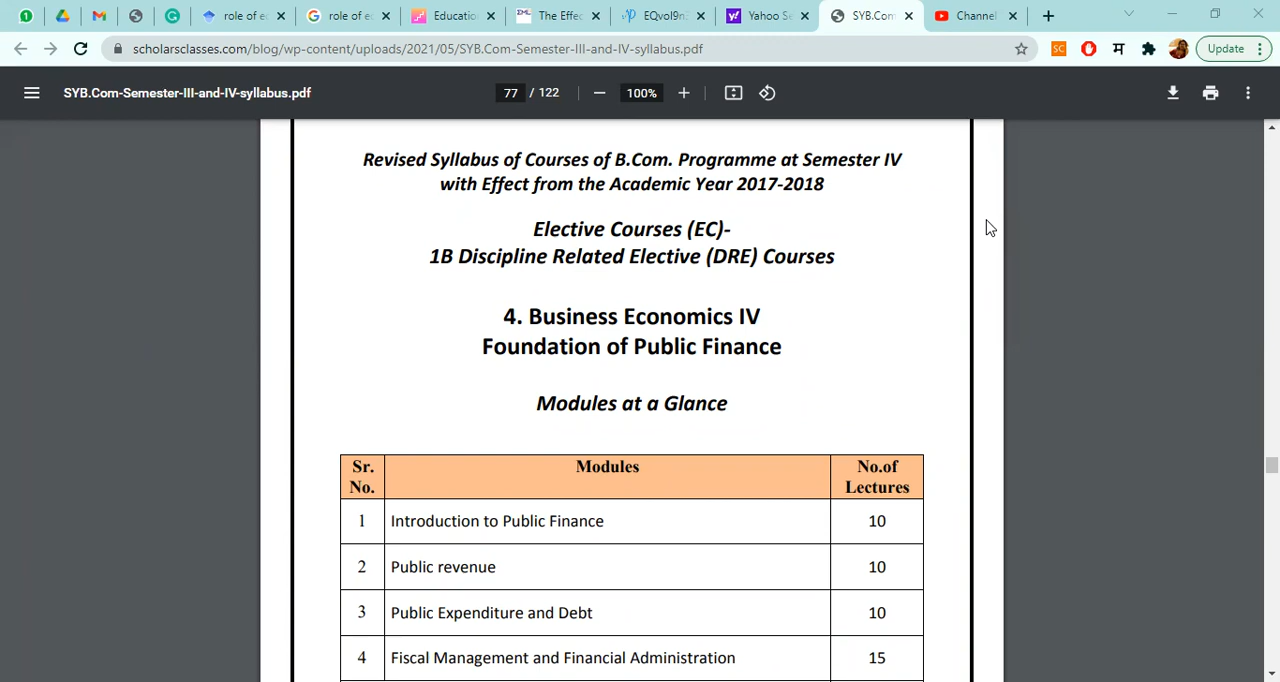 role of e
role of e
Educatio
The Effec
EQvol9n
Yahoo Se
SYB.Com
Channel
scholarsclasses.com/blog/wp-content/uploads/2021/05/SYB.Com-Semester-III-and-IV-syllabus.pdf
Update
SYB.Com-Semester-III-and-IV-syllabus.pdf
77 / 122
100%
Revised Syllabus of Courses of B.Com. Programme at Semester IV
with Effect from the Academic Year 2017-2018
Elective Courses (EC)-
1B Discipline Related Elective (DRE) Courses
4. Business Economics IV
Foundation of Public Finance
Modules at a Glance
Sr. No. Modules No.of Lectures
1 Introduction to Public Finance 10
2 Public revenue 10
3 Public Expenditure and Debt 10
4 Fiscal Management and Financial Administration 15